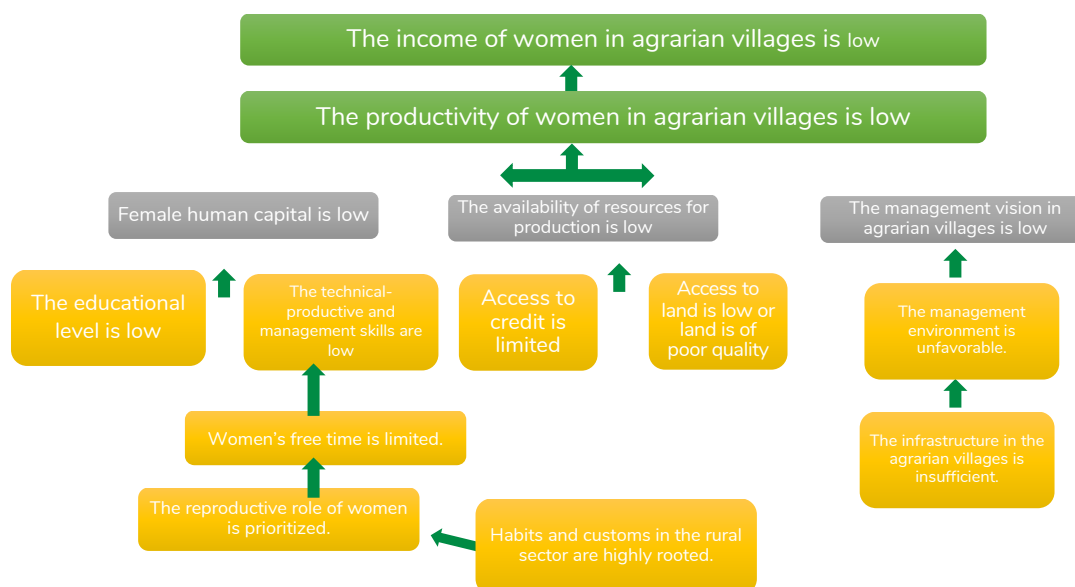 The income of women in agrarian villages is low
The productivity of women in agrarian villages is low
Female human capital is low
The availability of resources for
production is low
The management vision in
agrarian villages is low
The educational
level is low
The technical-
productive and
management skills are
low
Access to
credit is
limited
Access to
land is low or
land is of
poor quality
The management
environment is
unfavorable.
Women’s free time is limited.
The infrastructure in the
agrarian villages is
insufficient.
The reproductive role of women
is prioritized.
Habits and customs in the rural
sector are highly rooted.